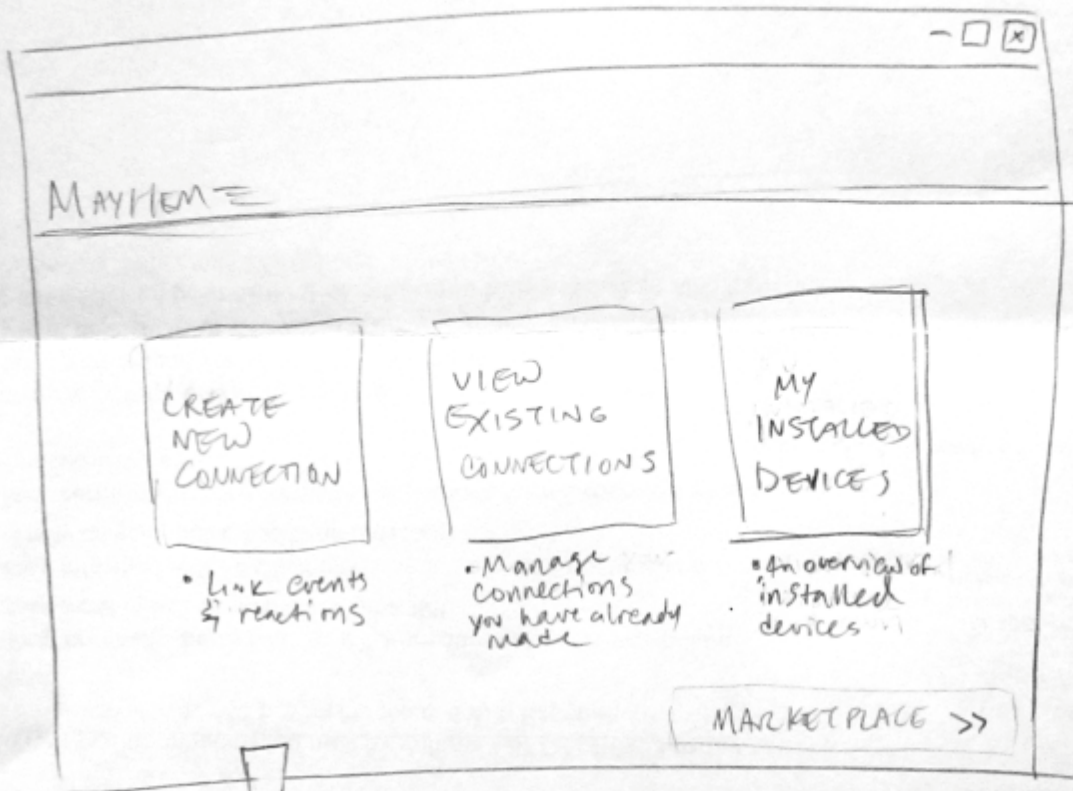 MAYHEM
CREATE
NEW
CONNECTION
VIEW
EXISTING
CONNECTIONS
MY
INSTALLED
DEVICES
• Link events
& reactions
• Manage
connections
you have already
made
• An overview of
installed
devices
MARKETPLACE >>